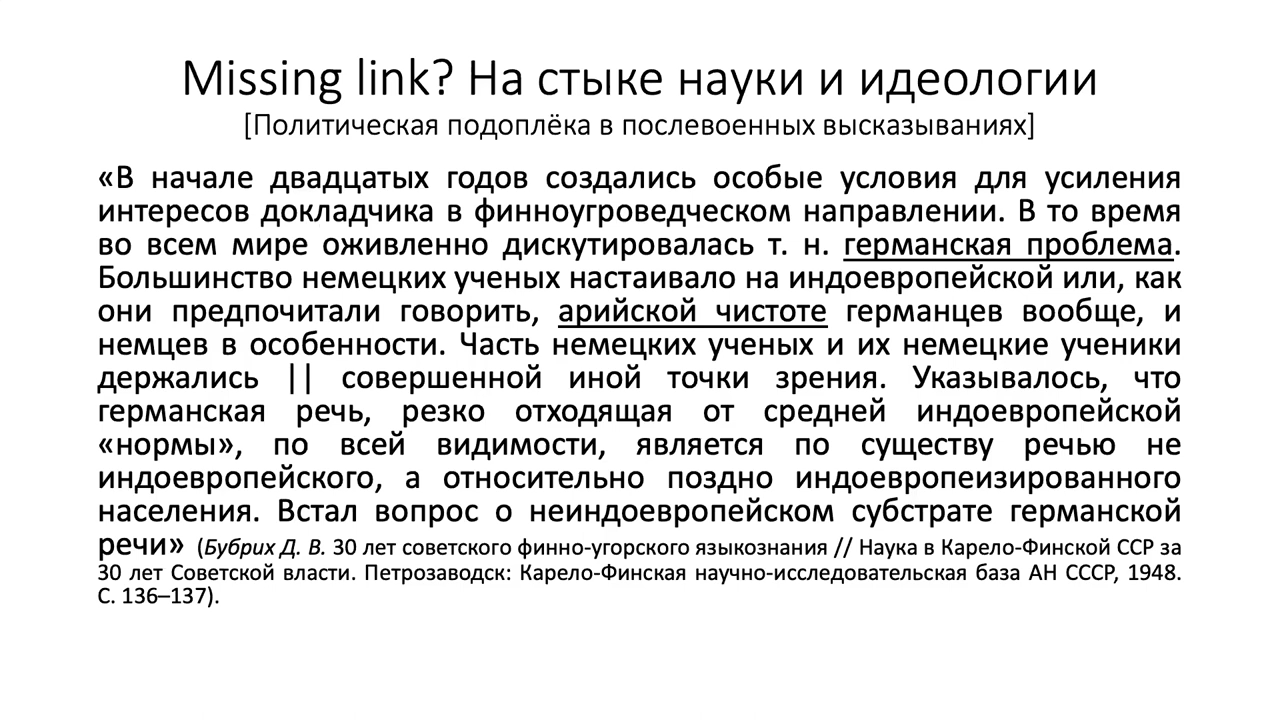 Missing link? На стыке науки и идеологии
[Политическая подоплёка в послевоенных высказываниях]
«В начале двадцатых годов создались особые условия для усиления
интересов докладчика в финноугроведческом направлении. В то время
во всем мире оживленно дискутировалась т. н. германская проблема.
Большинство немецких ученых настаивало на индоевропейской или, как
они предпочитали говорить, арийской чистоте германцев вообще, и
немцев в особенности. Часть немецких ученых и их немецкие ученики
держались || совершенной иной точки зрения. Указывалось, что
германская речь, резко отходящая от средней индоевропейской
«нормы», по всей видимости, является по существу речью не
индоевропейского, а относительно поздно индоевропеизированного
населения. Встал вопрос о неиндоевропейском субстрате германской
речи» (Бубрих Д. В. 30 лет советского финно-угорского языкознания // Наука в Карело-Финской ССР за
30 лет Советской власти. Петрозаводск: Карело-Финская научно-исследовательская база АН СССР, 1948.
С. 136–137).